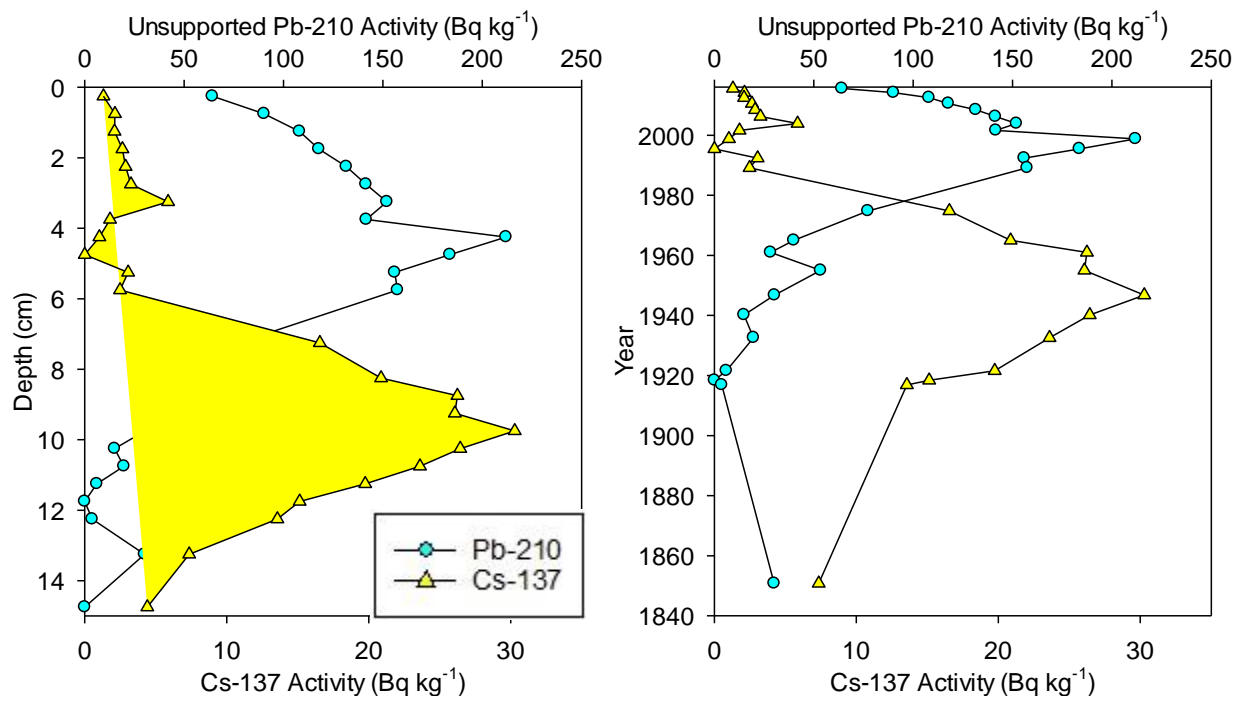 Unsupported Pb-210 Activity (Bq kg⁻¹)
0 50 100 150 200 250
0
2
4
6
8
10
12
14
Depth (cm)
Pb-210
Cs-137
0 10 20 30
Cs-137 Activity (Bq kg⁻¹)
Unsupported Pb-210 Activity (Bq kg⁻¹)
0 50 100 150 200 250
2000
1980
1960
1940
1920
1900
1880
1860
1840
Year
0 10 20 30
Cs-137 Activity (Bq kg⁻¹)